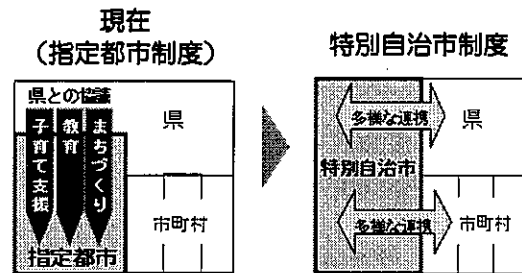 現在
（指定都市制度）
県との協議
子育て支援
教育
まちづくり
県
市町村
指定都市
特別自治市制度
多様な連携
県
特別自治市
多様な連携
市町村